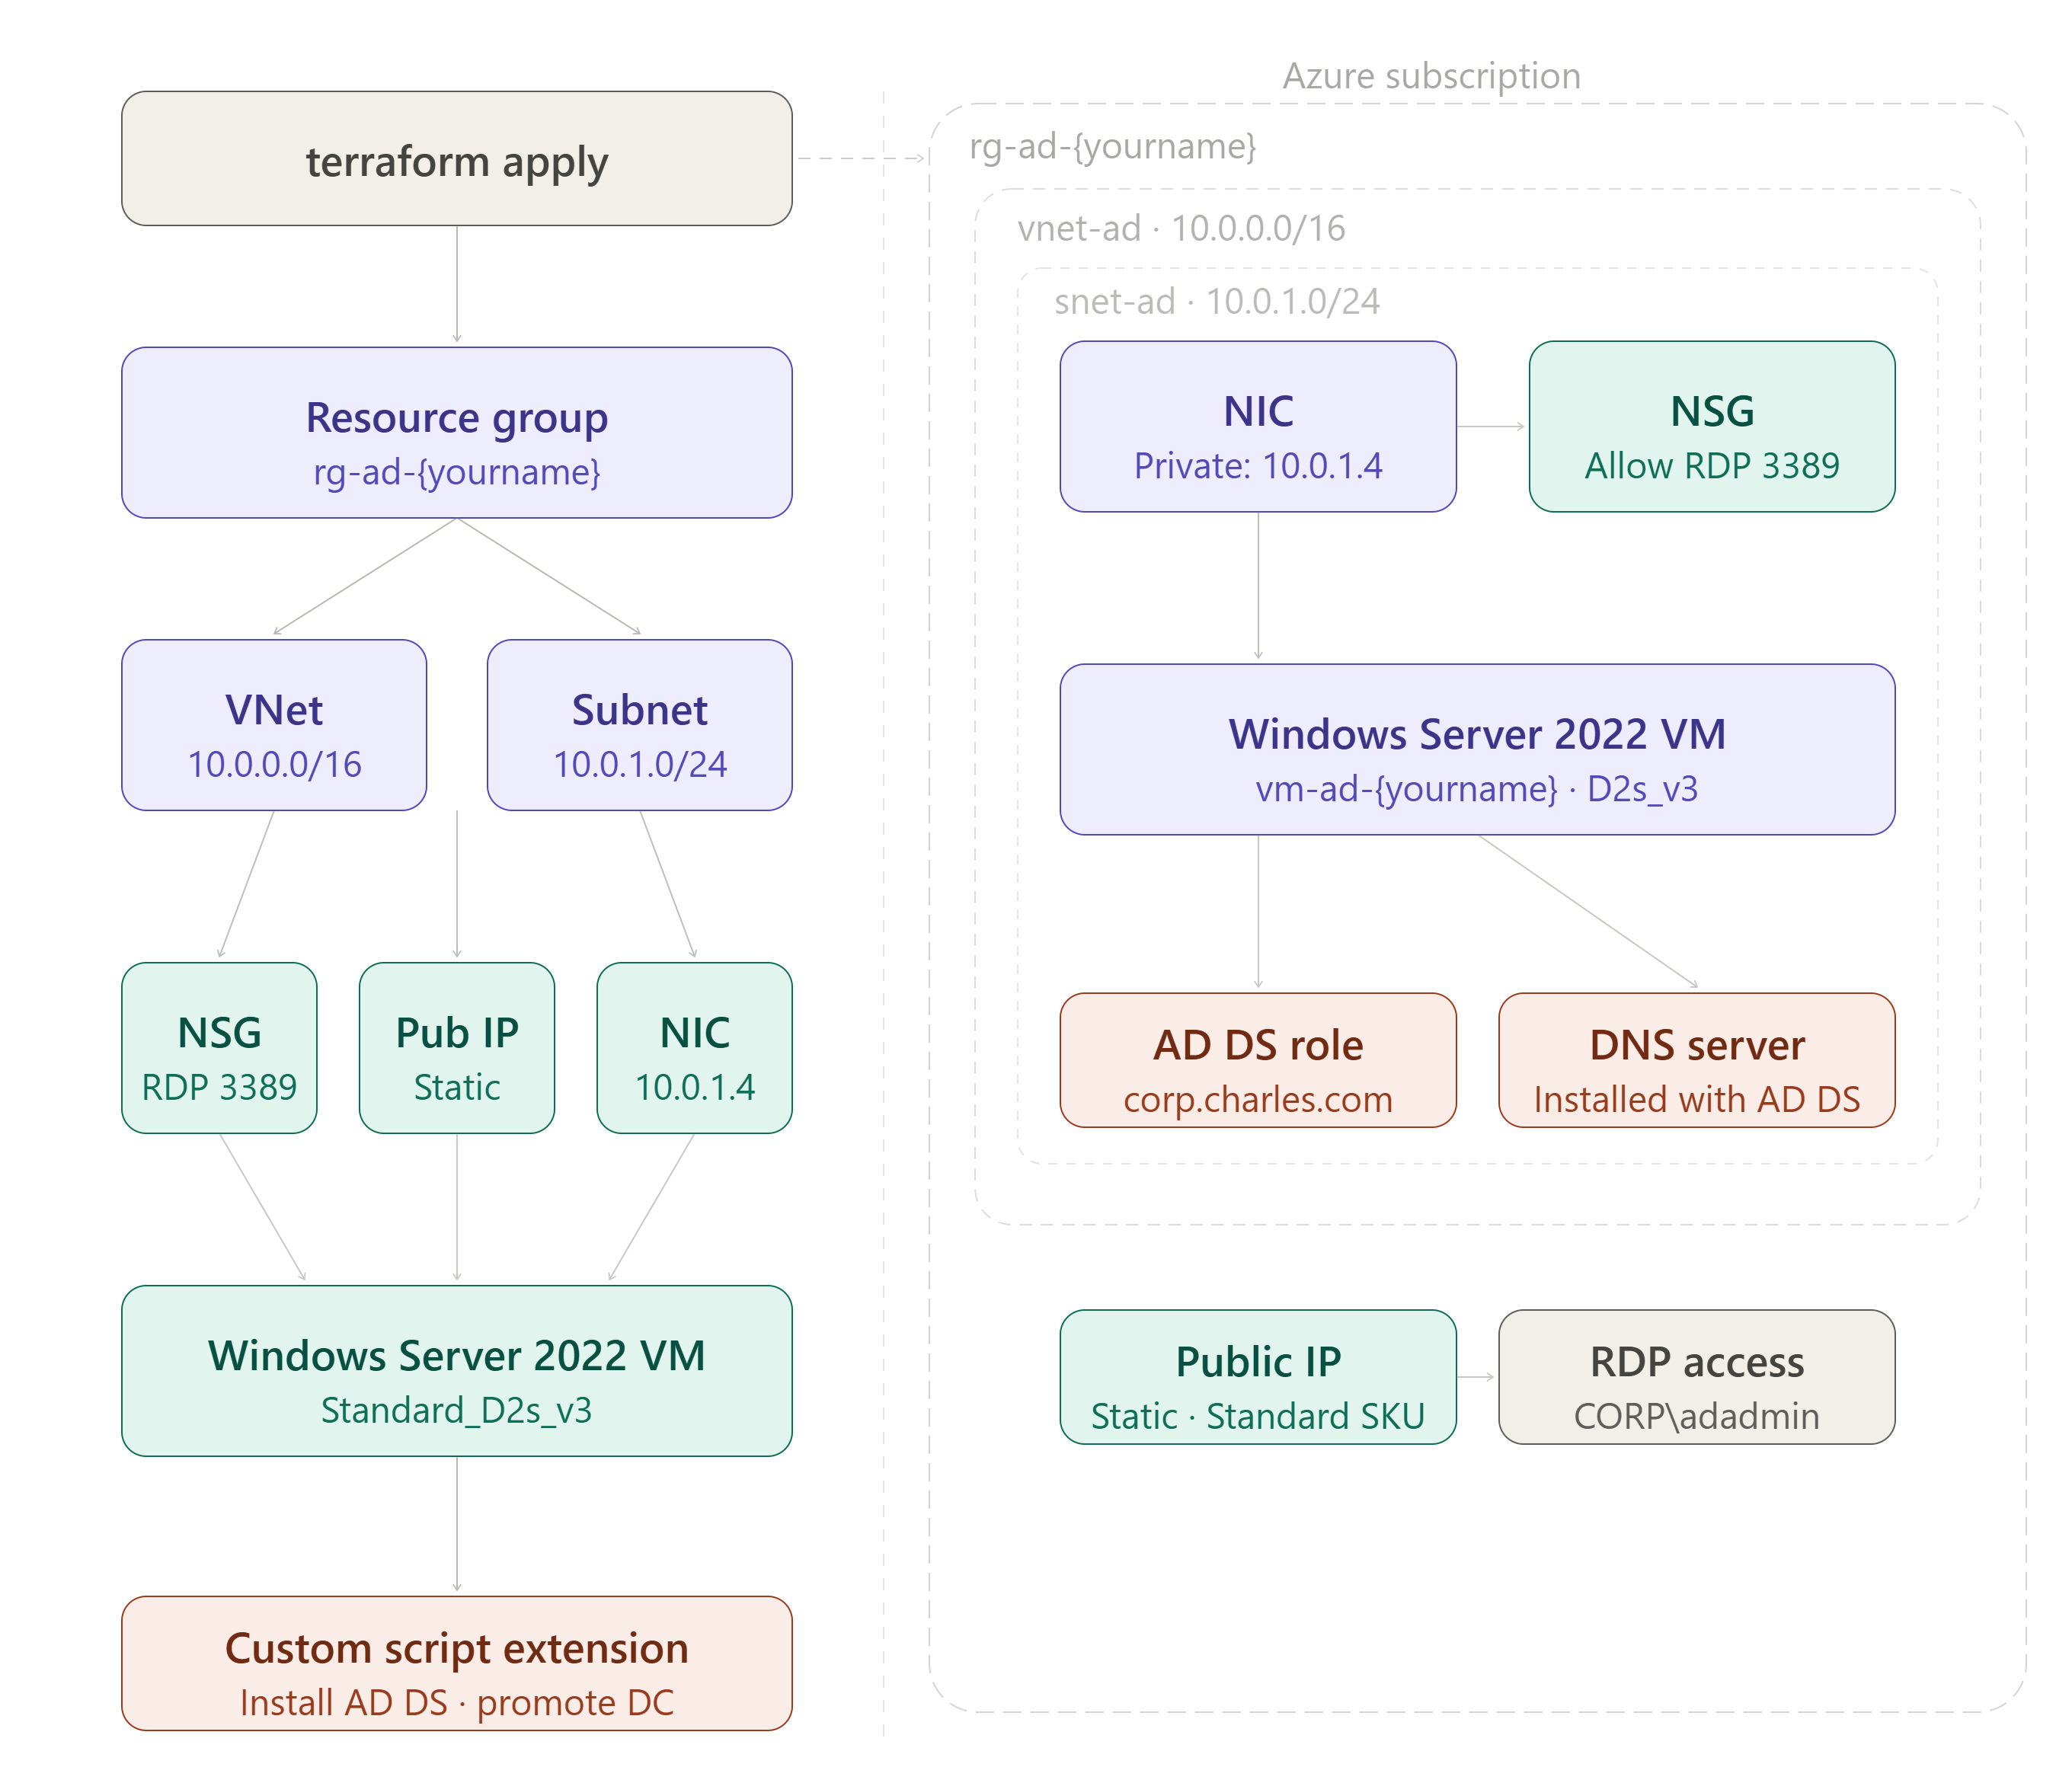 terraform apply
Resource group
rg-ad-{yourname}
VNet
10.0.0.0/16
Subnet
10.0.1.0/24
NSG
RDP 3389
Pub IP
Static
NIC
10.0.1.4
Windows Server 2022 VM
Standard_D2s_v3
Custom script extension
Install AD DS · promote DC
Azure subscription
rg-ad-{yourname}
vnet-ad · 10.0.0.0/16
snet-ad · 10.0.1.0/24
NIC
Private: 10.0.1.4
NSG
Allow RDP 3389
Windows Server 2022 VM
vm-ad-{yourname} · D2s_v3
AD DS role
corp.charles.com
DNS server
Installed with AD DS
Public IP
Static · Standard SKU
RDP access
CORP\adadmin